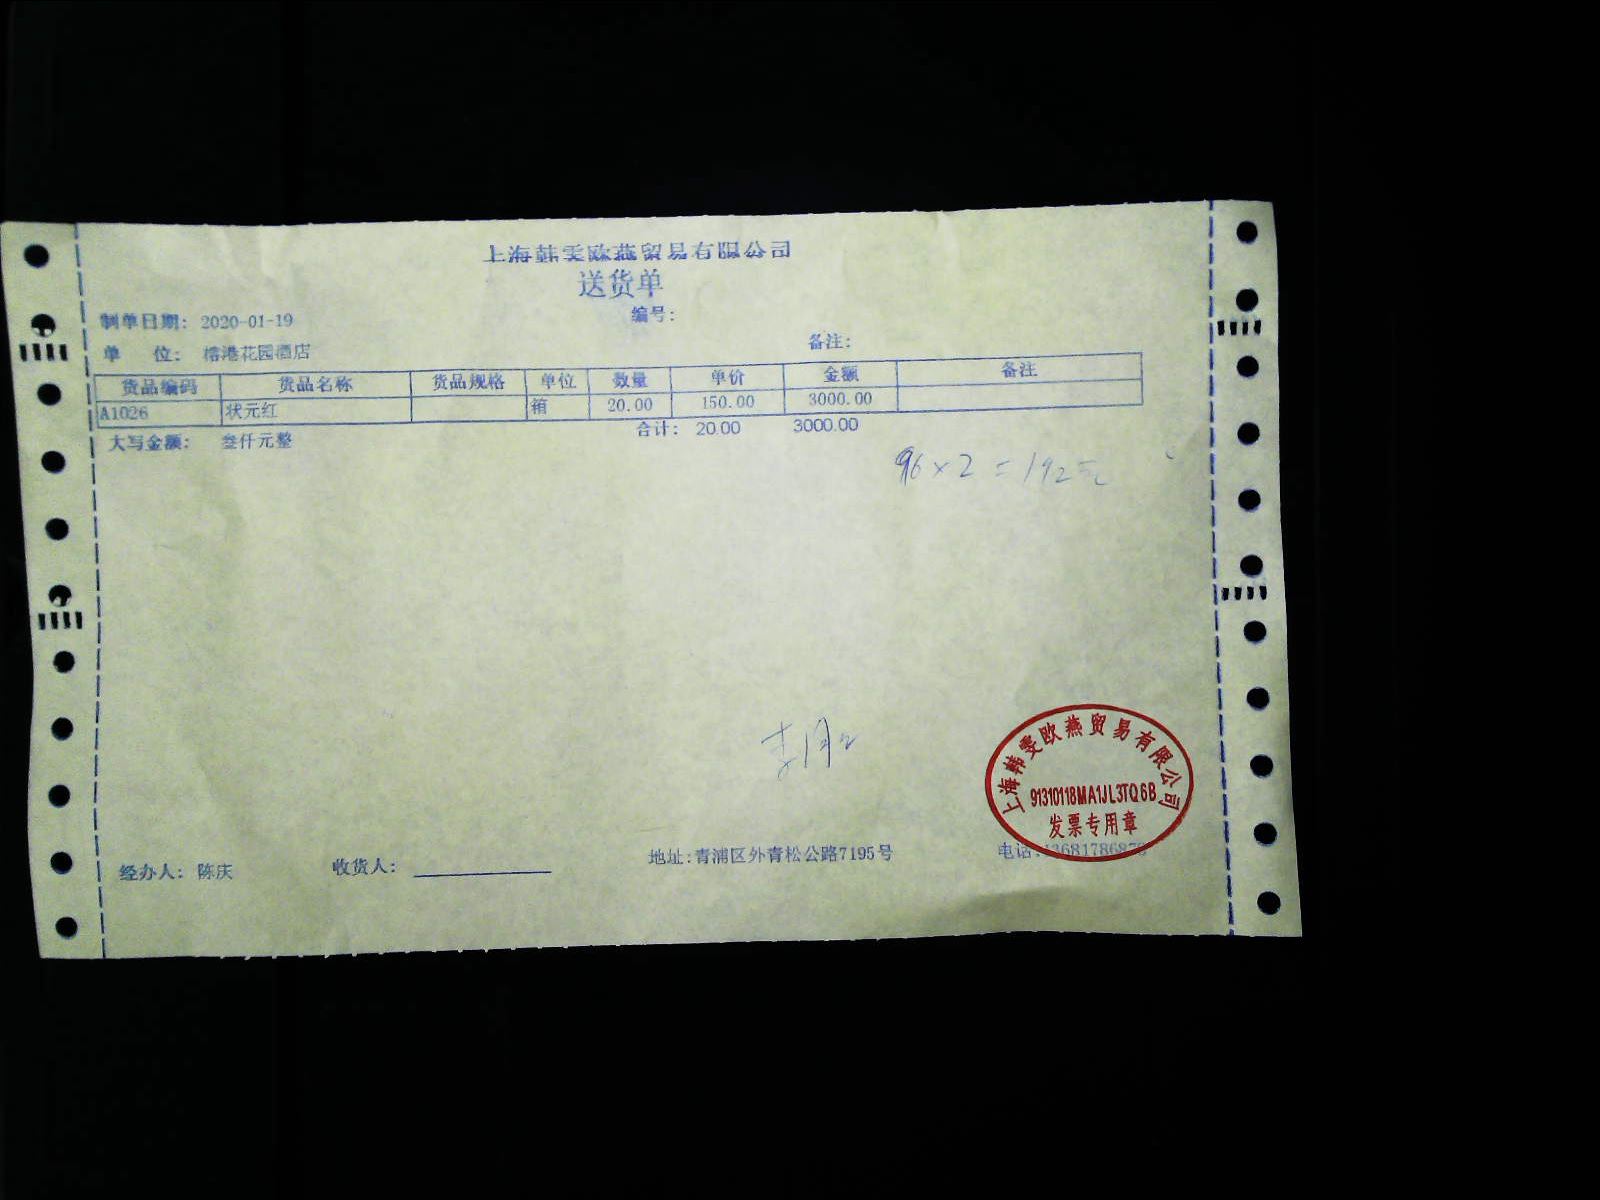 上海韩雯欧燕贸易有限公司
送货单
制单日期: 2020-01-19 编号:
单 位: 榕港花园酒店 备注:
货品编码 货品名称 货品规格 单位 数量 单价 金额 备注
A1026 状元红 箱 20.00 150.00 3000.00
大写金额: 叁仟元整 合计: 20.00 3000.00
96×2=192元
上海韩雯欧燕贸易有限公司
91310118MA1JL3TQ6B
发票专用章
经办人: 陈庆 收货人: 地址:青浦区外青松公路7195号 电话: